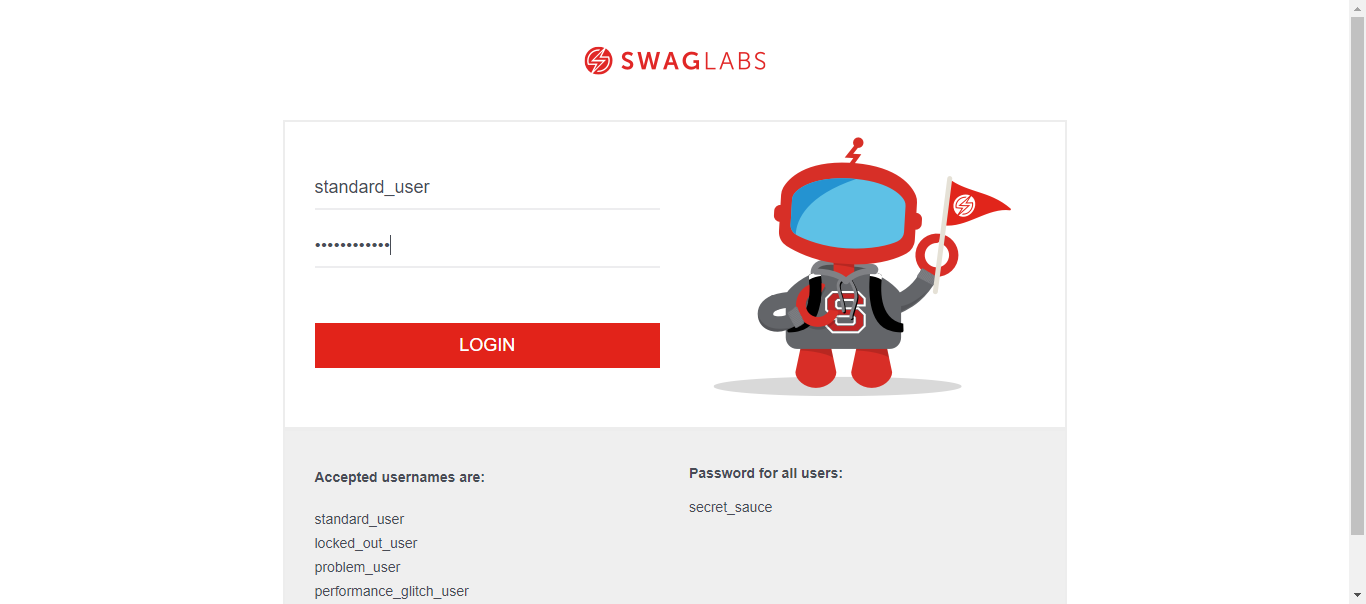 SWAGLABS
standard_user
••••••••••••
LOGIN
S
Accepted usernames are:
standard_user
locked_out_user
problem_user
performance_glitch_user
Password for all users:
secret_sauce